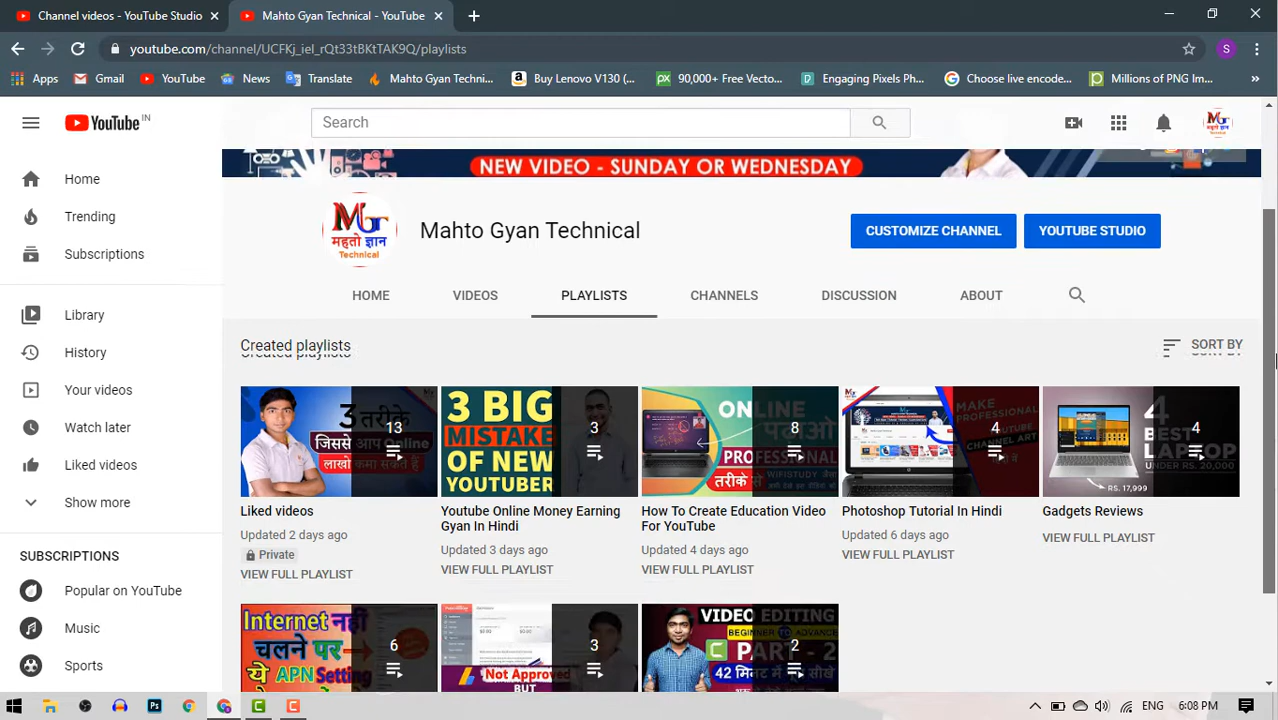 Channel videos - YouTube Studio
Mahto Gyan Technical - YouTube
youtube.com/channel/UCFKj_iel_rQt33tBKtTAK9Q/playlists
S
Apps
Gmail
YouTube
News
Translate
Mahto Gyan Techni...
Buy Lenovo V130 (...
90,000+ Free Vecto...
Engaging Pixels Ph...
Choose live encode...
Millions of PNG Im...
YouTube IN
Search
NEW VIDEO - SUNDAY OR WEDNESDAY
महतो ज्ञान
Technical
Mahto Gyan Technical
CUSTOMIZE CHANNEL
YOUTUBE STUDIO
HOME
VIDEOS
PLAYLISTS
CHANNELS
DISCUSSION
ABOUT
Home
Trending
Subscriptions
Library
History
Your videos
Watch later
Liked videos
Show more
SUBSCRIPTIONS
Popular on YouTube
Music
Sports
Created playlists
SORT BY
3 तरीके
जिससे आप Online
लाखो कमा सकते हैं
13
Liked videos
Updated 2 days ago
Private
VIEW FULL PLAYLIST
3 BIG
MISTAKE
OF NEW
YOUTUBER
3
Youtube Online Money Earning
Gyan In Hindi
Updated 3 days ago
VIEW FULL PLAYLIST
ONLINE
PROFESSIONAL
तरीके से
8
How To Create Education Video
For YouTube
Updated 4 days ago
VIEW FULL PLAYLIST
MAKE
PROFESSIONAL
CHANNEL ART
4
Photoshop Tutorial In Hindi
Updated 6 days ago
VIEW FULL PLAYLIST
4
BEST
LAPTOP
UNDER RS. 20,000
RS. 17,999
4
Gadgets Reviews
VIEW FULL PLAYLIST
Internet नहीं
चलने पर
ये APN Setting
6
Not Approved
BUT
3
VIDEO EDITING
BEGINNER TO ADVANCE
PART - 2
42 मिनट में पूरे सीखे
2
ENG
6:08 PM